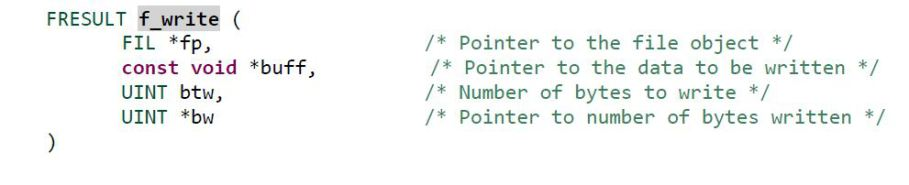 FRESULT f_write (
FIL *fp, /* Pointer to the file object */
const void *buff, /* Pointer to the data to be written */
UINT btw, /* Number of bytes to write */
UINT *bw /* Pointer to number of bytes written */
)